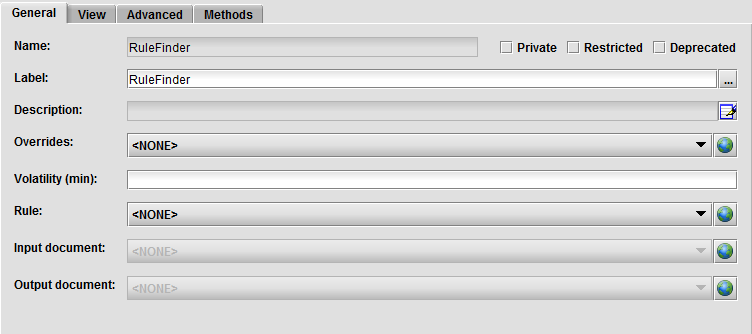 General View Advanced Methods
Name: RuleFinder Private Restricted Deprecated
Label: RuleFinder ...
Description:
Overrides: <NONE>
Volatility (min):
Rule: <NONE>
Input document: <NONE>
Output document: <NONE>